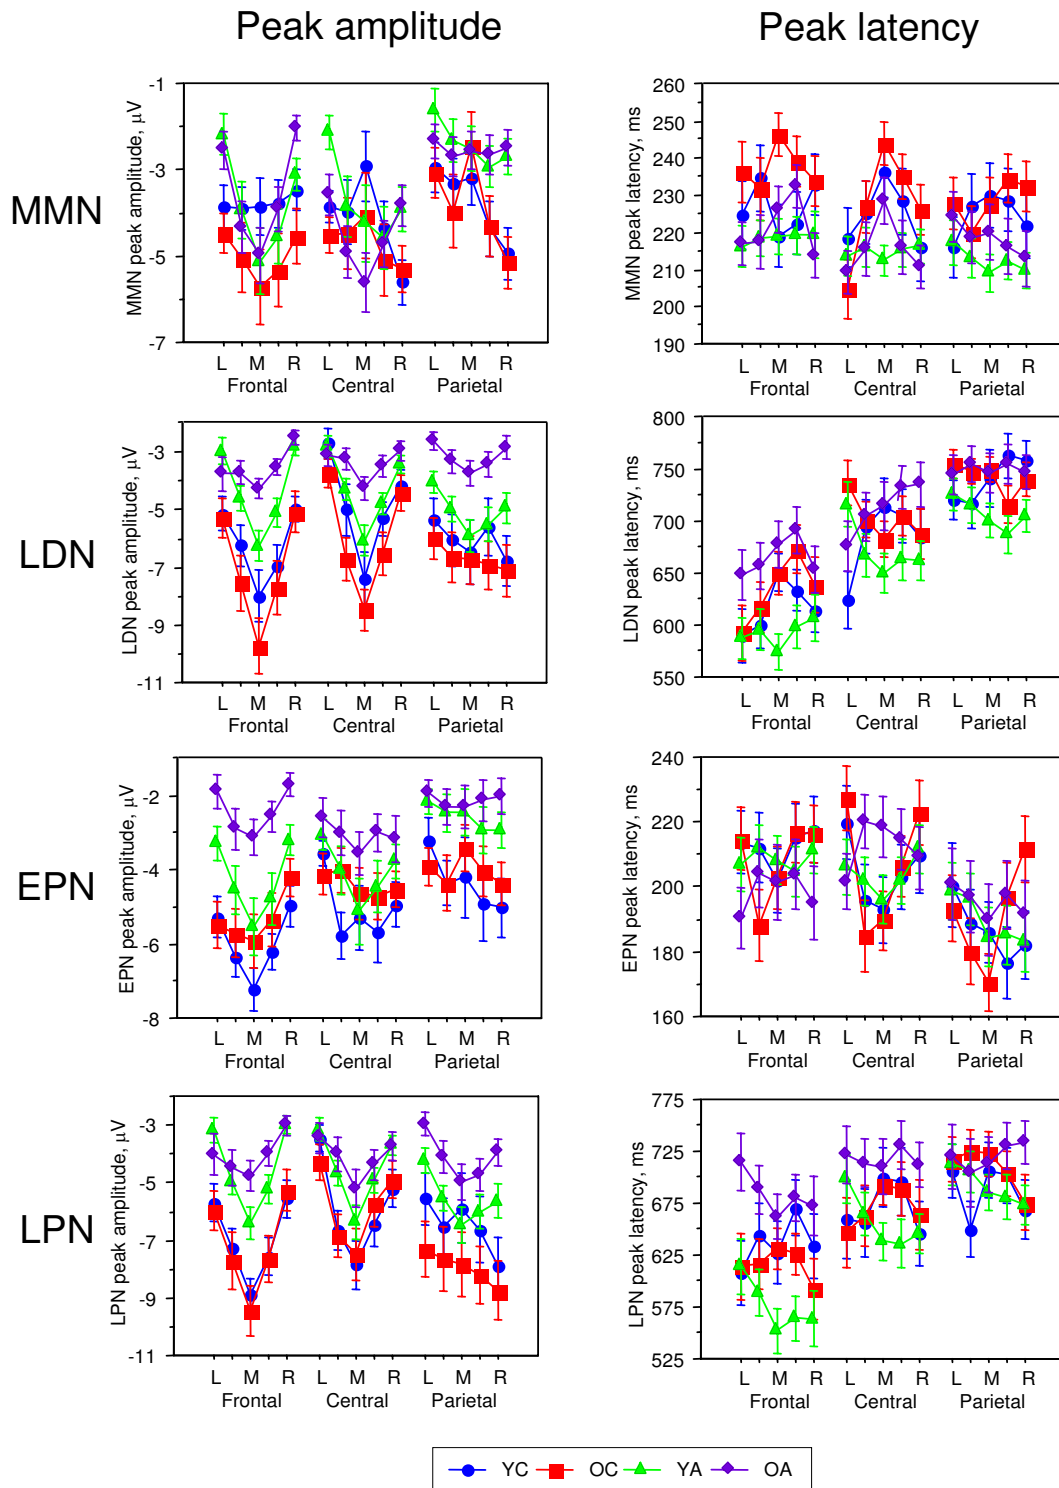 Peak amplitude
Peak latency
MMN
MMN peak amplitude, μV
-1
-3
-5
-7
L M R L M R L M R
Frontal Central Parietal
MMN peak latency, ms
260
250
240
230
220
210
200
190
L M R L M R L M R
Frontal Central Parietal
LDN
LDN peak amplitude, μV
-3
-5
-7
-9
-11
L M R L M R L M R
Frontal Central Parietal
LDN peak latency, ms
800
750
700
650
600
550
L M R L M R L M R
Frontal Central Parietal
EPN
EPN peak amplitude, μV
-2
-4
-6
-8
L M R L M R L M R
Frontal Central Parietal
EPN peak latency, ms
240
220
200
180
160
L M R L M R L M R
Frontal Central Parietal
LPN
LPN peak amplitude, μV
-3
-5
-7
-9
-11
L M R L M R L M R
Frontal Central Parietal
LPN peak latency, ms
775
725
675
625
575
525
L M R L M R L M R
Frontal Central Parietal
YC OC YA OA